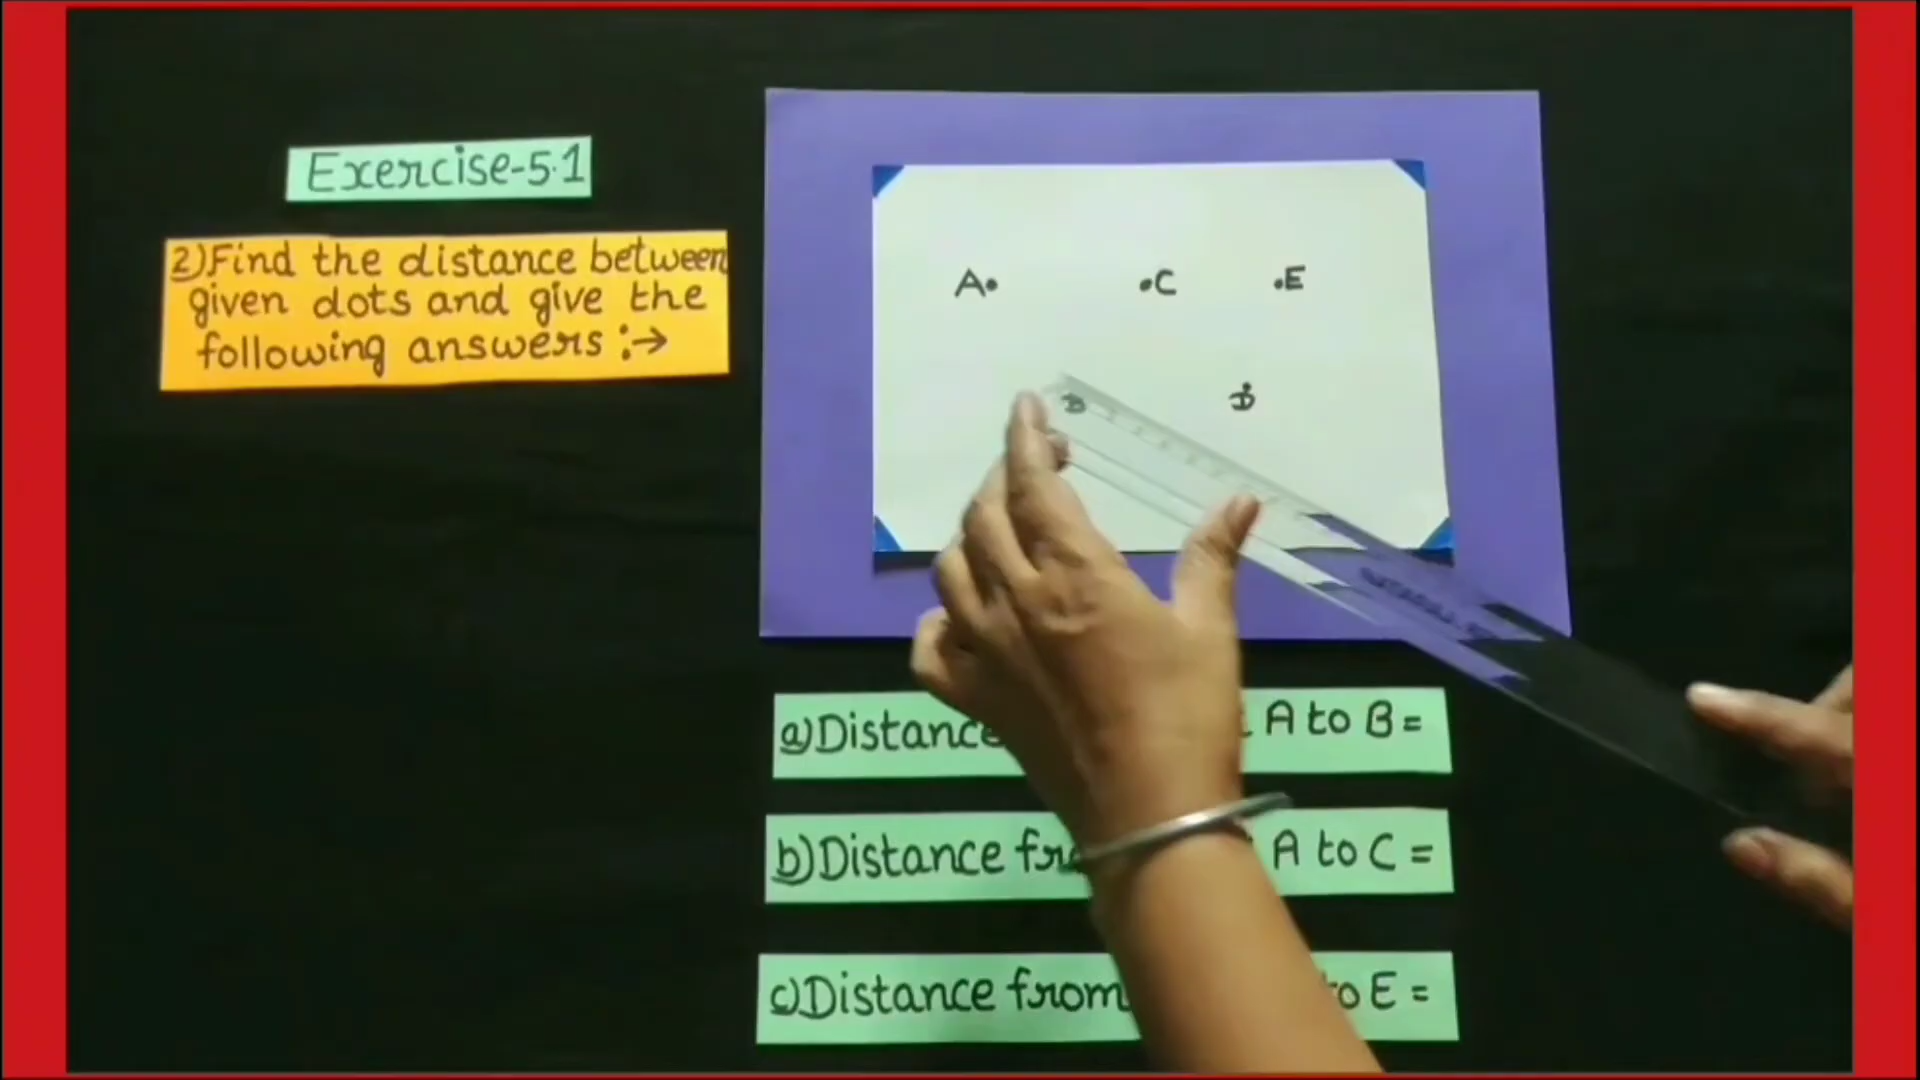 Exercise-5.1
2)Find the distance between
given dots and give the
following answers :→
A• •C •E
B D
a)Distance A to B =
b)Distance A to C =
c)Distance from to E =